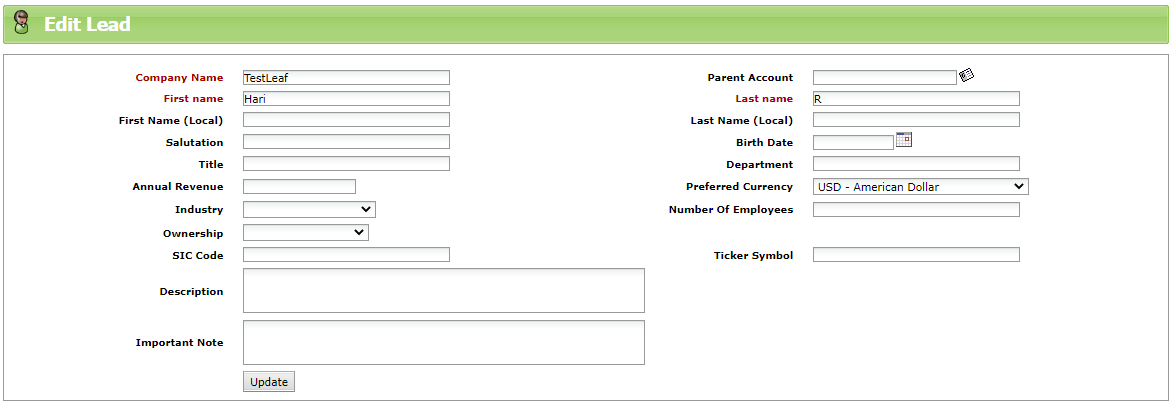 Edit Lead
Company Name TestLeaf Parent Account
First name Hari Last name R
First Name (Local) Last Name (Local)
Salutation Birth Date
Title Department
Annual Revenue Preferred Currency USD - American Dollar
Industry Number Of Employees
Ownership
SIC Code Ticker Symbol
Description
Important Note
Update